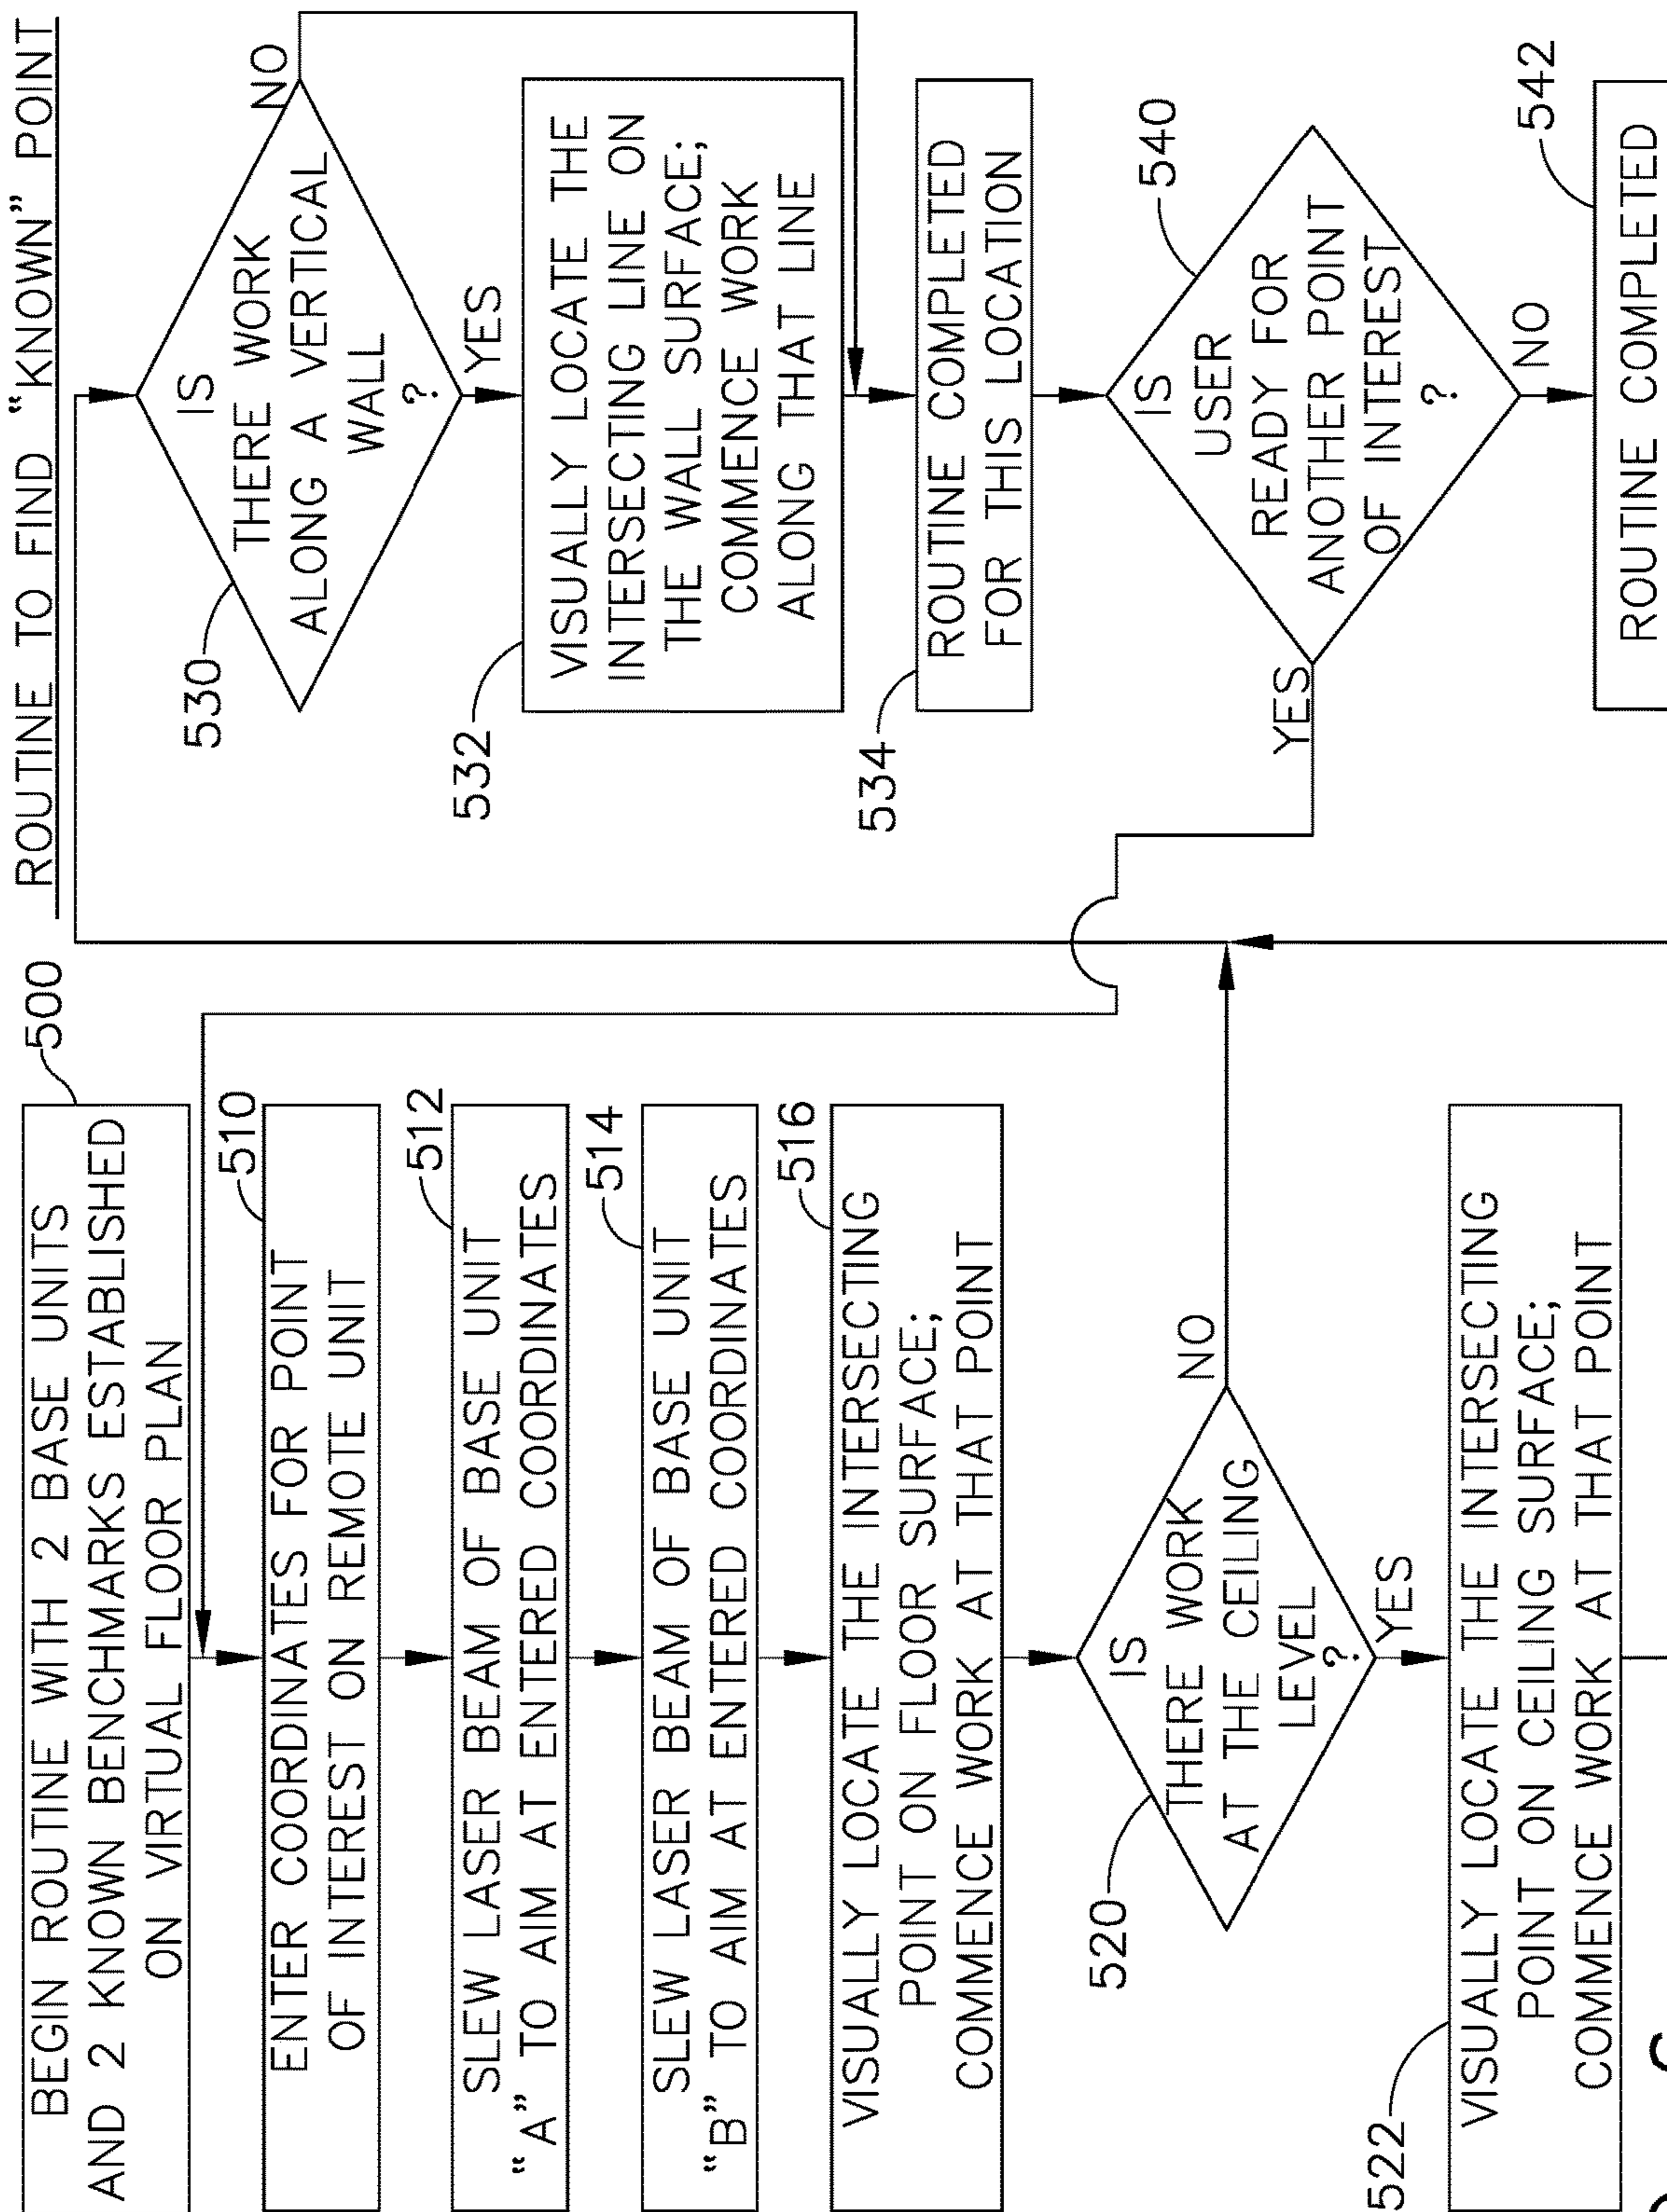 ROUTINE TO FIND “KNOWN” POINT
500
BEGIN ROUTINE WITH 2 BASE UNITS
AND 2 KNOWN BENCHMARKS ESTABLISHED
ON VIRTUAL FLOOR PLAN
510
ENTER COORDINATES FOR POINT
OF INTEREST ON REMOTE UNIT
512
SLEW LASER BEAM OF BASE UNIT
“A” TO AIM AT ENTERED COORDINATES
514
SLEW LASER BEAM OF BASE UNIT
“B” TO AIM AT ENTERED COORDINATES
516
VISUALLY LOCATE THE INTERSECTING
POINT ON FLOOR SURFACE;
COMMENCE WORK AT THAT POINT
520
IS
THERE WORK
AT THE CEILING
LEVEL
?
NO
YES
522
VISUALLY LOCATE THE INTERSECTING
POINT ON CEILING SURFACE;
COMMENCE WORK AT THAT POINT
530
IS
THERE WORK
ALONG A VERTICAL
WALL
?
NO
YES
532
VISUALLY LOCATE THE
INTERSECTING LINE ON
THE WALL SURFACE;
COMMENCE WORK
ALONG THAT LINE
534
ROUTINE COMPLETED
FOR THIS LOCATION
540
IS
USER
READY FOR
ANOTHER POINT
OF INTEREST
?
YES
NO
542
ROUTINE COMPLETED